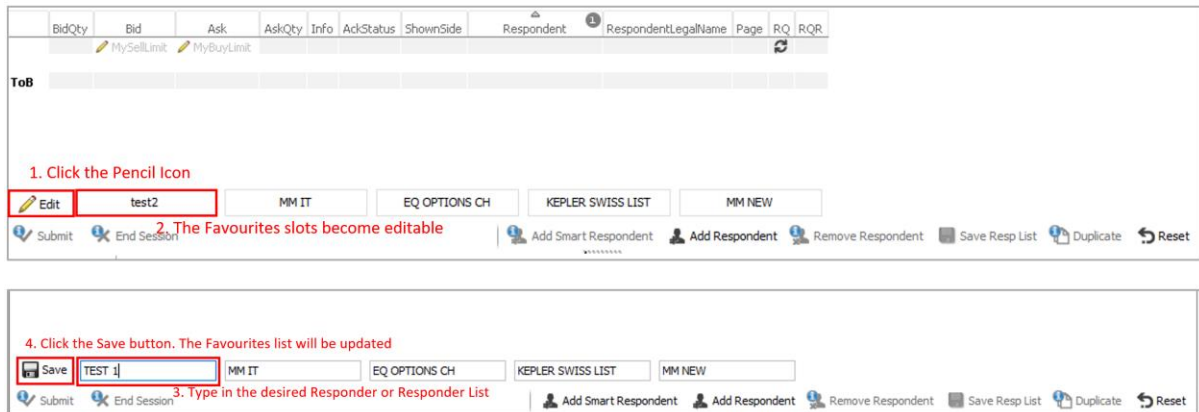 BidQty Bid Ask AskQty Info AckStatus ShownSide Respondent 1 RespondentLegalName Page RQ RQR
MySellLimit MyBuyLimit
ToB
1. Click the Pencil Icon
Edit test2 MM IT EQ OPTIONS CH KEPLER SWISS LIST MM NEW
2. The Favourites slots become editable
Submit End Session Add Smart Respondent Add Respondent Remove Respondent Save Resp List Duplicate Reset
4. Click the Save button. The Favourites list will be updated
Save TEST 1 MM IT EQ OPTIONS CH KEPLER SWISS LIST MM NEW
3. Type in the desired Responder or Responder List
Submit End Session Add Smart Respondent Add Respondent Remove Respondent Save Resp List Duplicate Reset